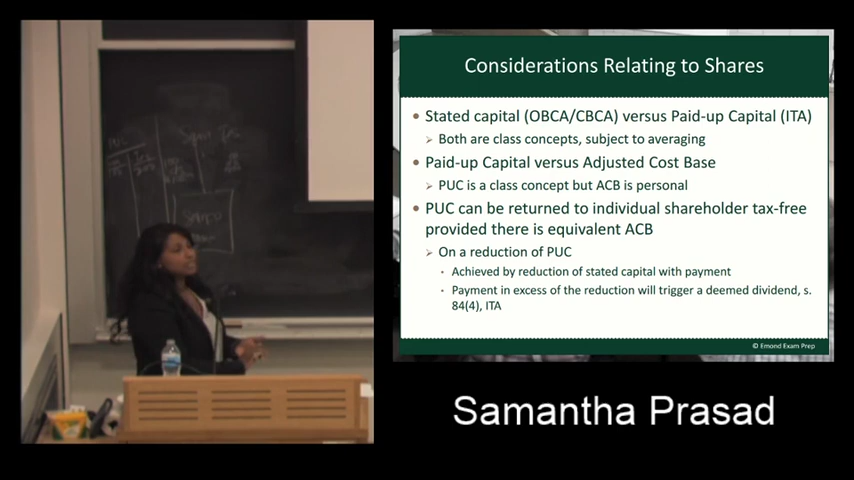 Considerations Relating to Shares
• Stated capital (OBCA/CBCA) versus Paid-up Capital (ITA)
➢ Both are class concepts, subject to averaging
• Paid-up Capital versus Adjusted Cost Base
➢ PUC is a class concept but ACB is personal
• PUC can be returned to individual shareholder tax-free
provided there is equivalent ACB
➢ On a reduction of PUC
• Achieved by reduction of stated capital with payment
• Payment in excess of the reduction will trigger a deemed dividend, s.
84(4), ITA
© Emond Exam Prep
Samantha Prasad